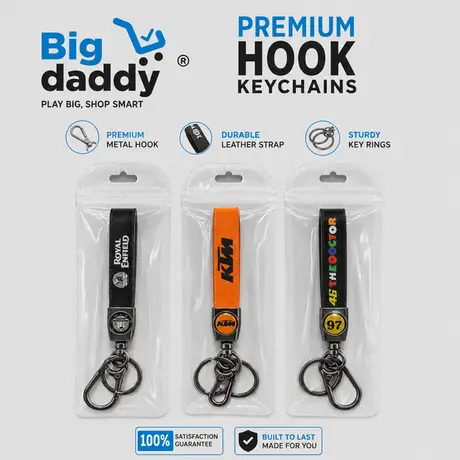 Big
daddy®
PLAY BIG, SHOP SMART
PREMIUM
HOOK
KEYCHAINS
PREMIUM
METAL HOOK
DURABLE
LEATHER STRAP
STURDY
KEY RINGS
ROYAL
ENFIELD
KTM
KTM
46 THE DOCTOR
97
100%
SATISFACTION
GUARANTEE
BUILT TO LAST
MADE FOR YOU